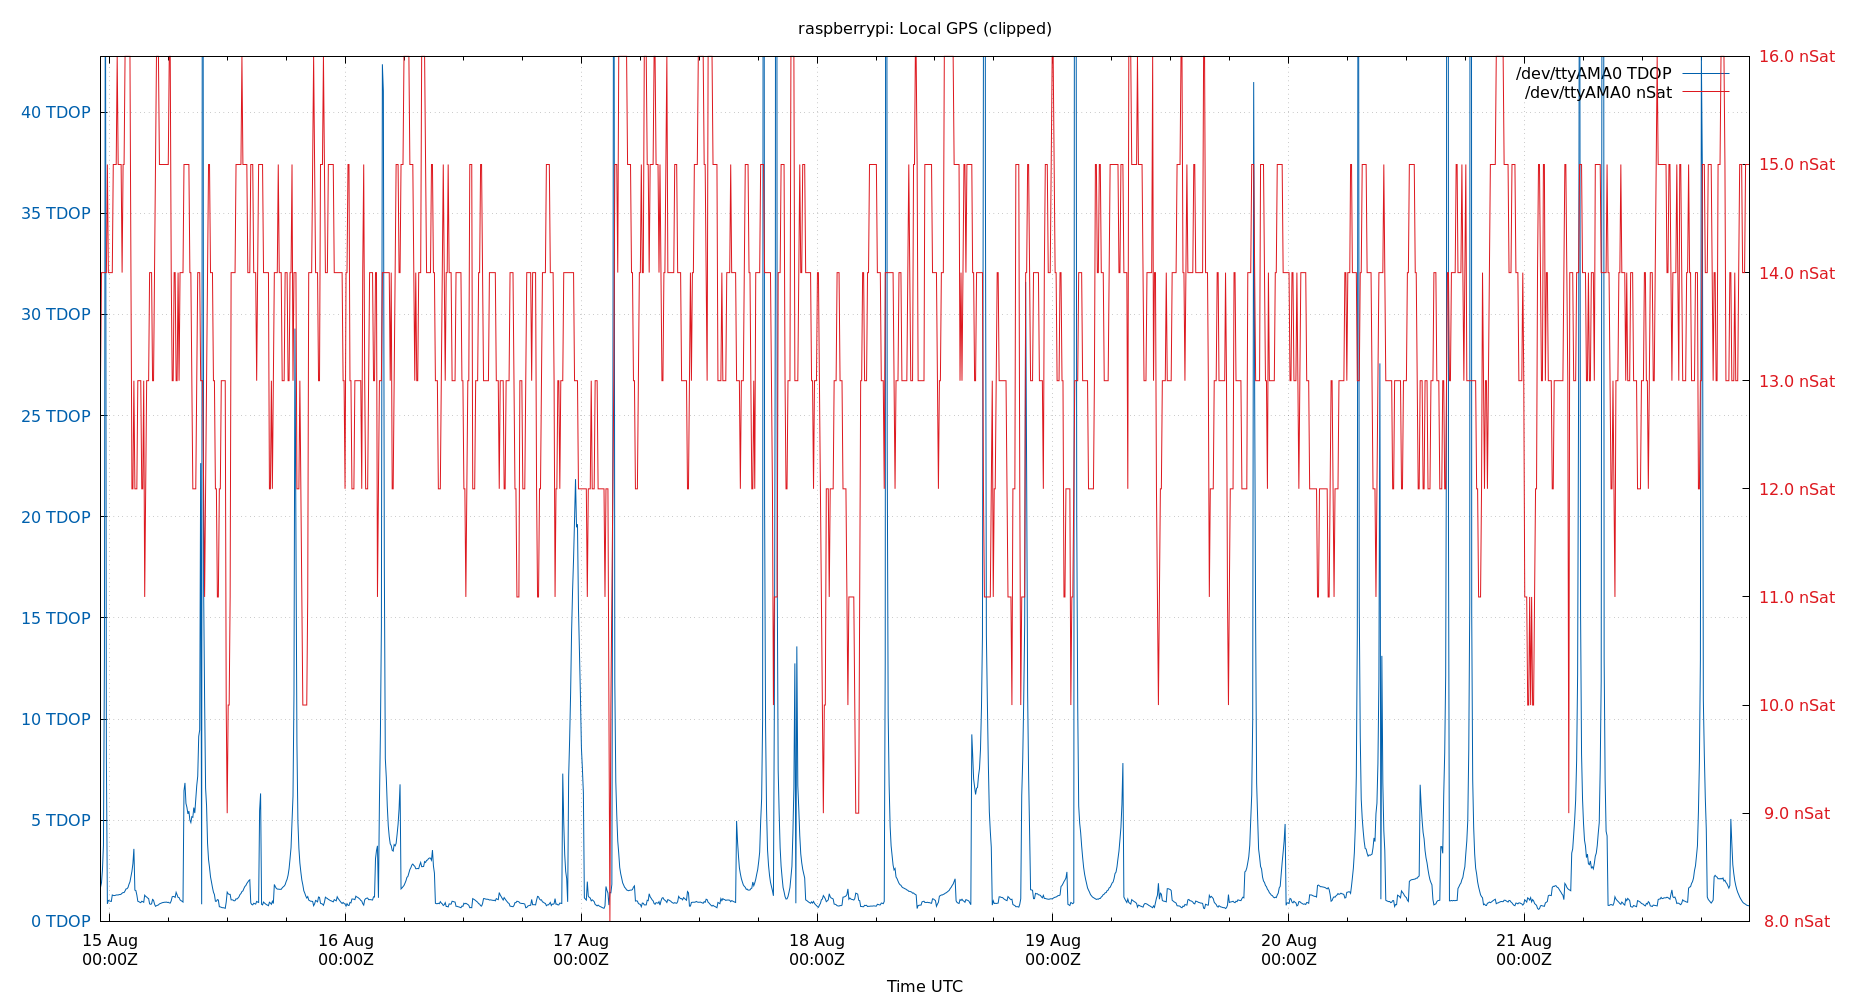 raspberrypi: Local GPS (clipped)
/dev/ttyAMA0 TDOP
/dev/ttyAMA0 nSat
40 TDOP
35 TDOP
30 TDOP
25 TDOP
20 TDOP
15 TDOP
10 TDOP
5 TDOP
0 TDOP
16.0 nSat
15.0 nSat
14.0 nSat
13.0 nSat
12.0 nSat
11.0 nSat
10.0 nSat
9.0 nSat
8.0 nSat
15 Aug
00:00Z
16 Aug
00:00Z
17 Aug
00:00Z
18 Aug
00:00Z
19 Aug
00:00Z
20 Aug
00:00Z
21 Aug
00:00Z
Time UTC